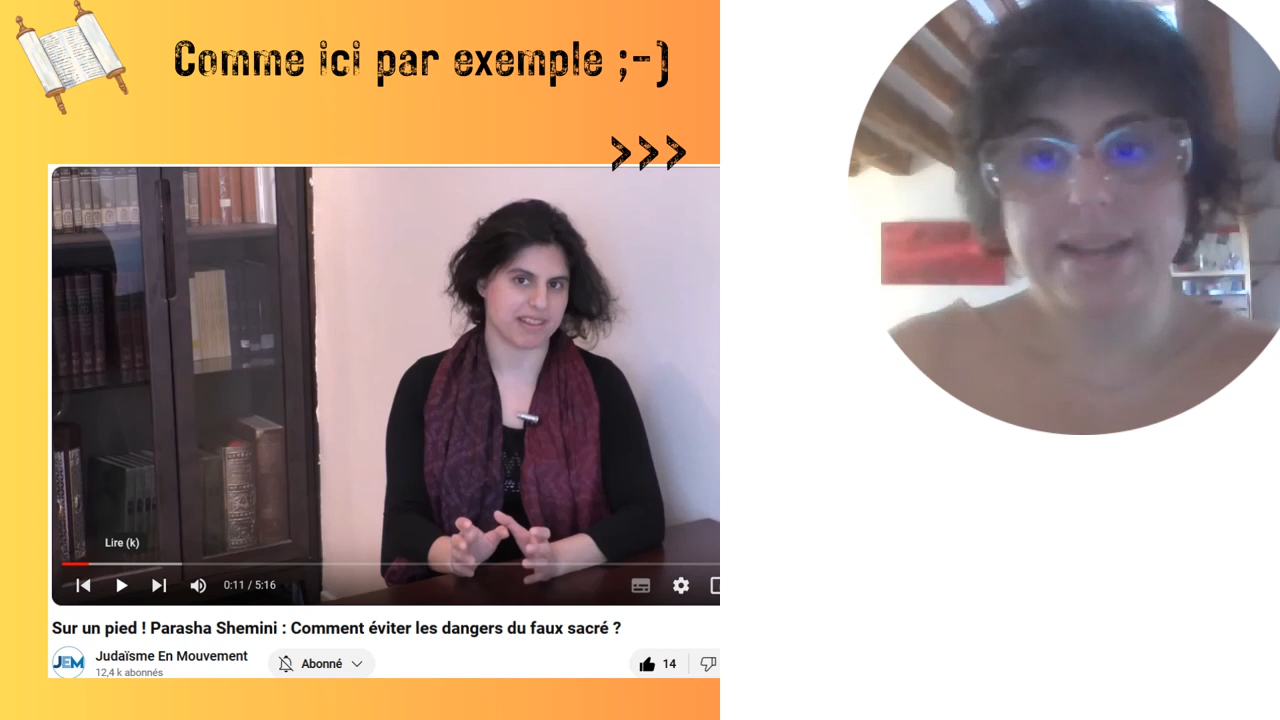 Comme ici par exemple ;-)
>>>
Lire (k)
0:11 / 5:16
Sur un pied ! Parasha Shemini : Comment éviter les dangers du faux sacré ?
JEM
Judaïsme En Mouvement
12,4 k abonnés
Abonné
14